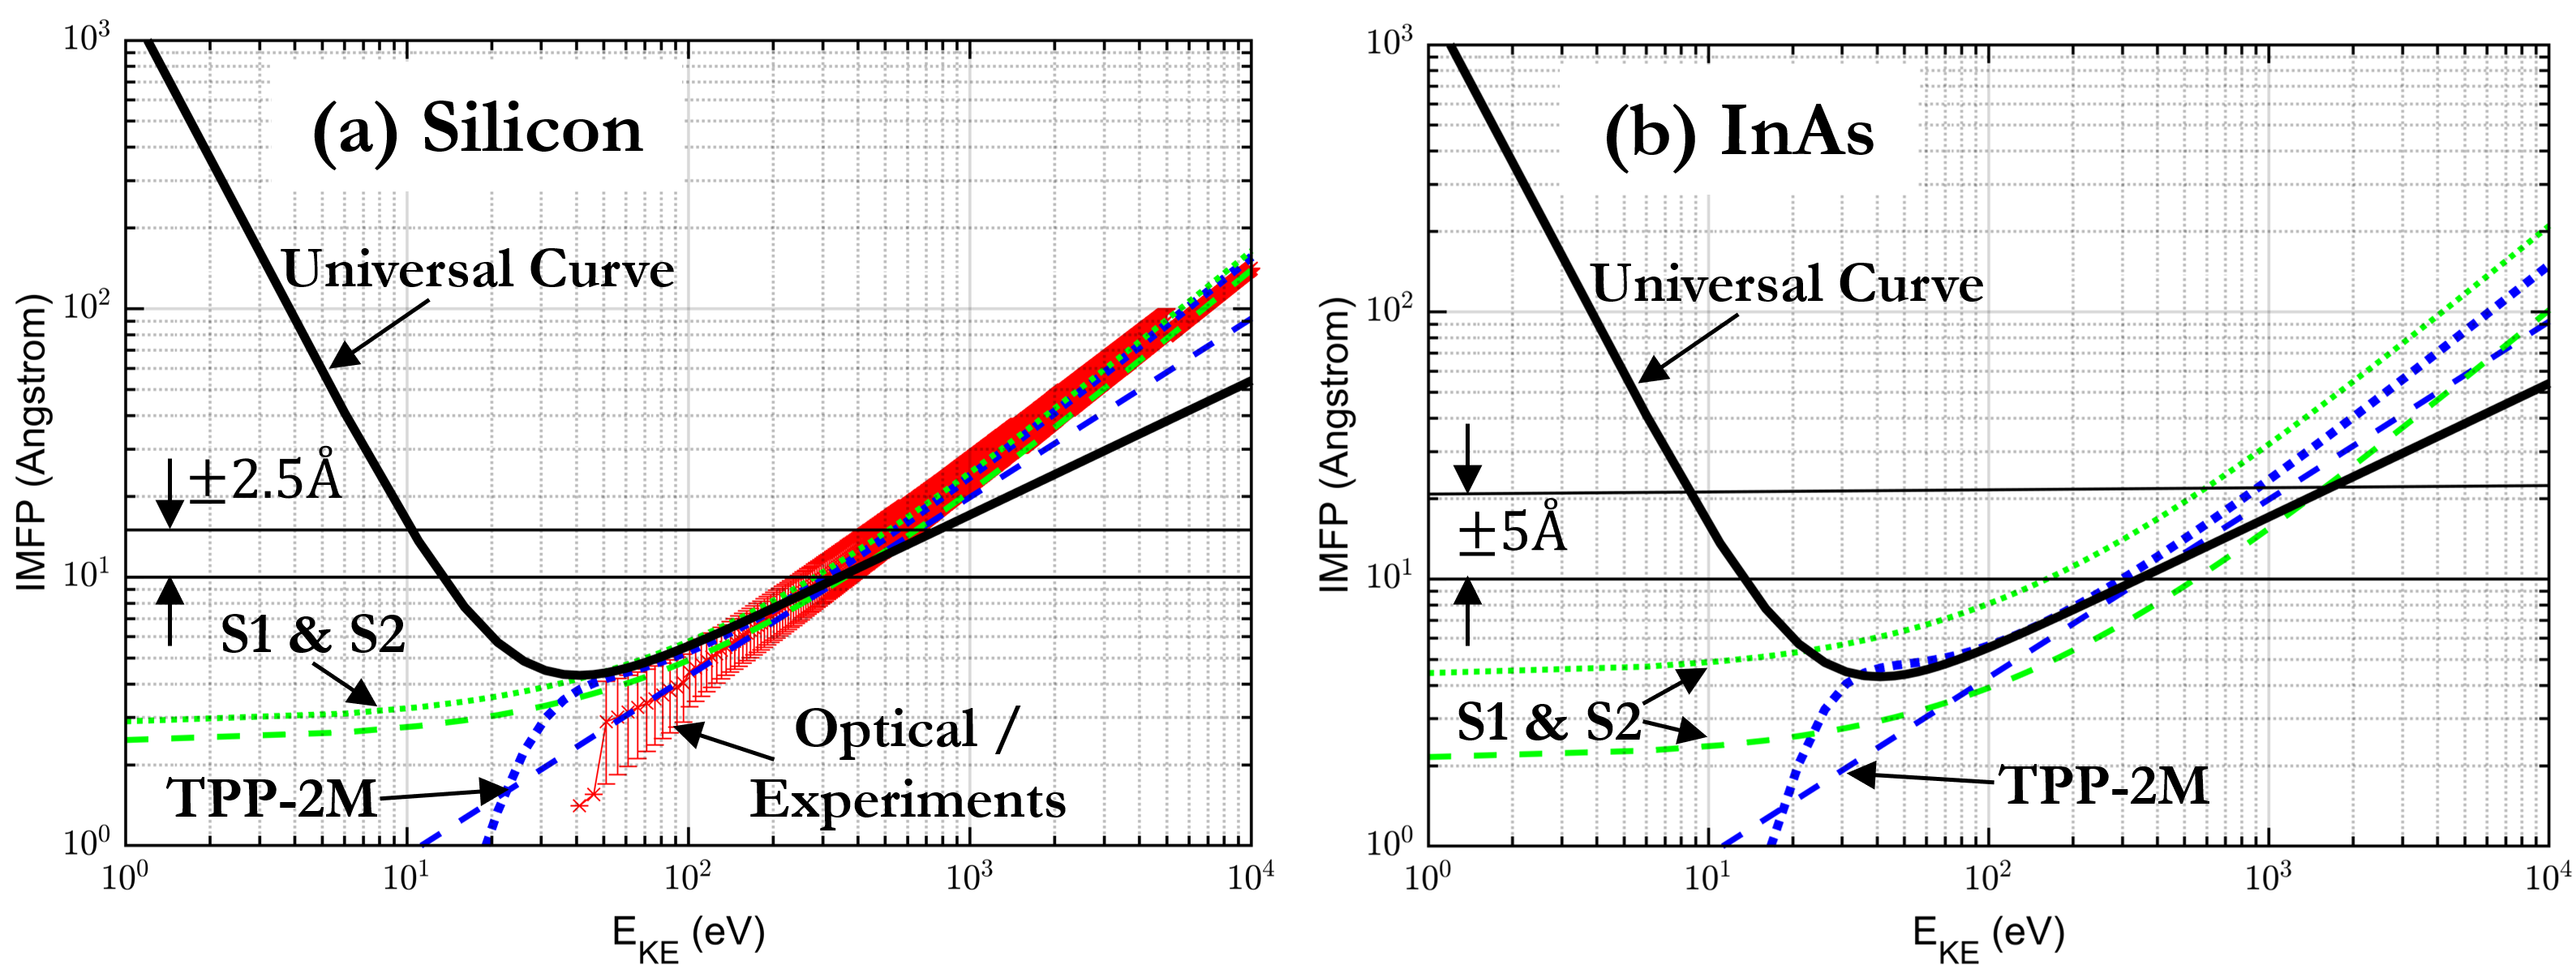 (a) Silicon
Universal Curve
±2.5Å
S1 & S2
TPP-2M
Optical /
Experiments
IMFP (Angstrom)
10³
10²
10¹
10⁰
10⁰ 10¹ 10² 10³ 10⁴
E_KE (eV)
(b) InAs
Universal Curve
±5Å
S1 & S2
TPP-2M
IMFP (Angstrom)
10³
10²
10¹
10⁰
10⁰ 10¹ 10² 10³ 10⁴
E_KE (eV)